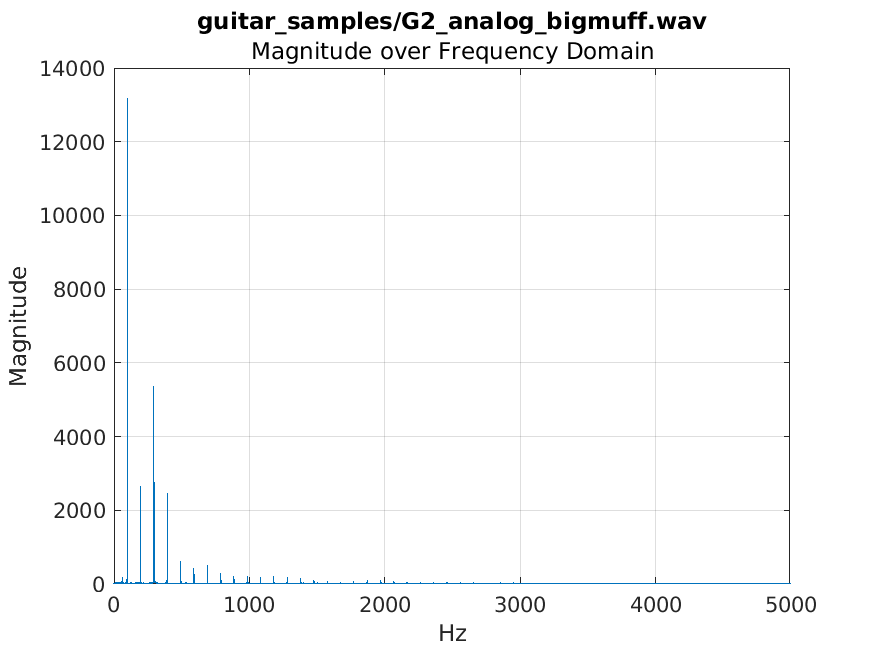 guitar_samples/G2_analog_bigmuff.wav
Magnitude over Frequency Domain
14000
12000
10000
8000
6000
4000
2000
0
Magnitude
0 1000 2000 3000 4000 5000
Hz